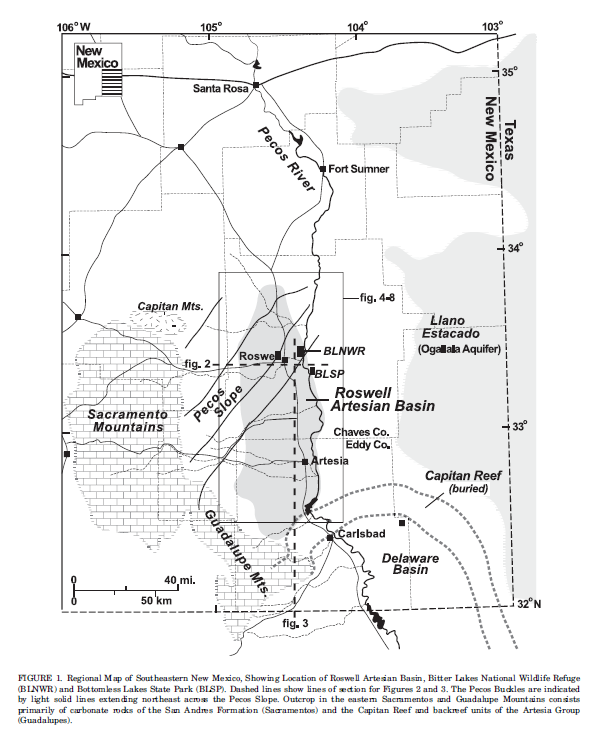 106°W
105°
104°
103°
New
Mexico
35°
Santa Rosa
Texas
New Mexico
Pecos River
Fort Sumner
34°
Capitan Mts.
fig. 4-8
Llano
Estacado
(Ogallala Aquifer)
Roswell
BLNWR
fig. 2
BLSP
Pecos
Slope
Roswell
Artesian Basin
Sacramento
Mountains
33°
Chaves Co.
Eddy Co.
Artesia
Capitan Reef
(buried)
Guadalupe Mts.
Carlsbad
Delaware
Basin
0 40 mi.
0 50 km
32°N
fig. 3
FIGURE 1. Regional Map of Southeastern New Mexico, Showing Location of Roswell Artesian Basin, Bitter Lakes National Wildlife Refuge
(BLNWR) and Bottomless Lakes State Park (BLSP). Dashed lines show lines of section for Figures 2 and 3. The Pecos Buckles are indicated
by light solid lines extending northeast across the Pecos Slope. Outcrop in the eastern Sacramento and Guadalupe Mountains consists
primarily of carbonate rocks of the San Andres Formation (Sacramentos) and the Capitan Reef and backreef units of the Artesia Group
(Guadalupes).